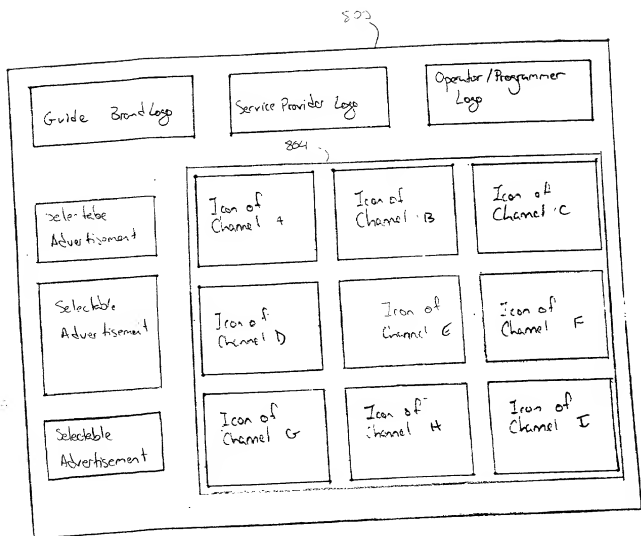 Guide Brand Logo
Service Provider Logo
Operator/Programmer
Logo
804
Selectable
Advertisement
Selectable
Advertisement
Selectable
Advertisement
Icon of
Channel A
Icon of
Channel B
Icon of
Channel C
Icon of
Channel D
Icon of
Channel E
Icon of
Channel F
Icon of
Channel G
Icon of
Channel H
Icon of
Channel I